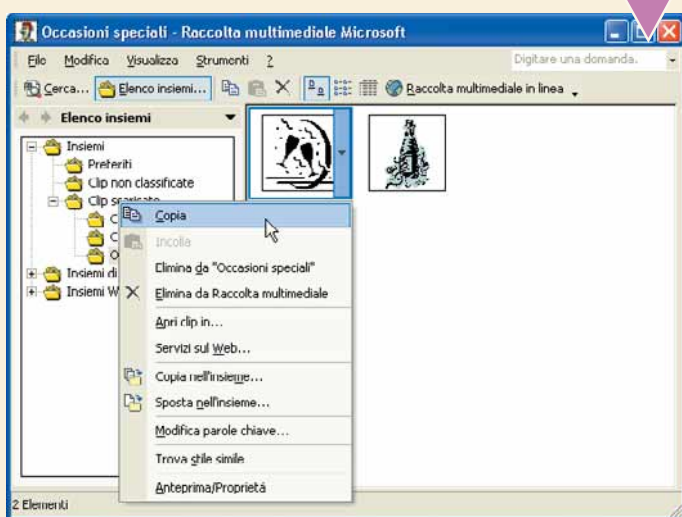 Occasioni speciali - Raccolta multimediale Microsoft
File Modifica Visualizza Strumenti ? Digitare una domanda.
Cerca... Elenco insiemi... Raccolta multimediale in linea
Elenco insiemi
Insiemi
Preferiti
Clip non classificate
Clip scaricate
C
C
O
Insiemi di
Insiemi W
Copia
Incolla
Elimina da "Occasioni speciali"
Elimina da Raccolta multimediale
Apri clip in...
Servizi sul Web...
Copia nell'insieme...
Sposta nell'insieme...
Modifica parole chiave...
Trova stile simile
Anteprima/Proprietà
2 Elementi